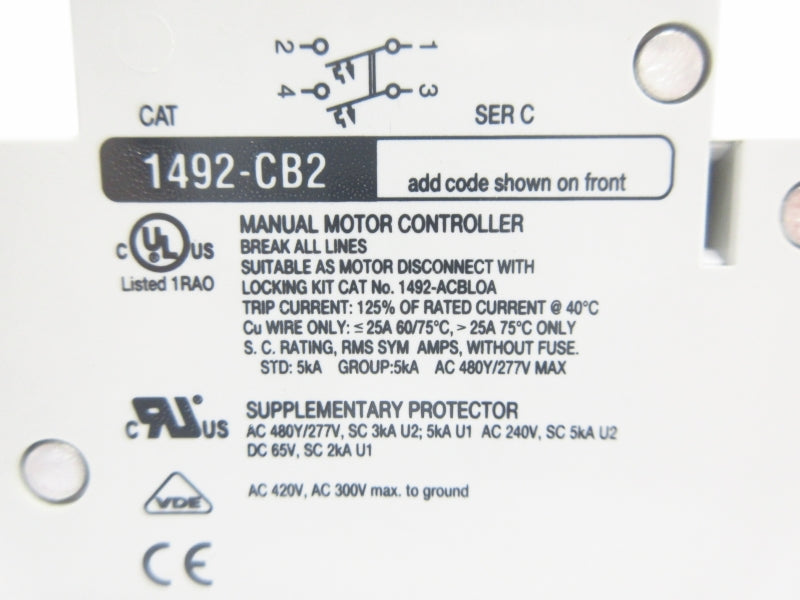 2 1
4 3
CAT SER C
1492-CB2 add code shown on front
MANUAL MOTOR CONTROLLER
C UL US ® BREAK ALL LINES
SUITABLE AS MOTOR DISCONNECT WITH
Listed 1RAO LOCKING KIT CAT No. 1492-ACBLOA
TRIP CURRENT: 125% OF RATED CURRENT @ 40°C
Cu WIRE ONLY: ≤ 25A 60/75°C, > 25A 75°C ONLY
S. C. RATING, RMS SYM AMPS, WITHOUT FUSE.
STD: 5kA GROUP:5kA AC 480Y/277V MAX
SUPPLEMENTARY PROTECTOR
C RU US ® AC 480Y/277V, SC 3kA U2; 5kA U1 AC 240V, SC 5kA U2
DC 65V, SC 2kA U1
VDE AC 420V, AC 300V max. to ground
CE